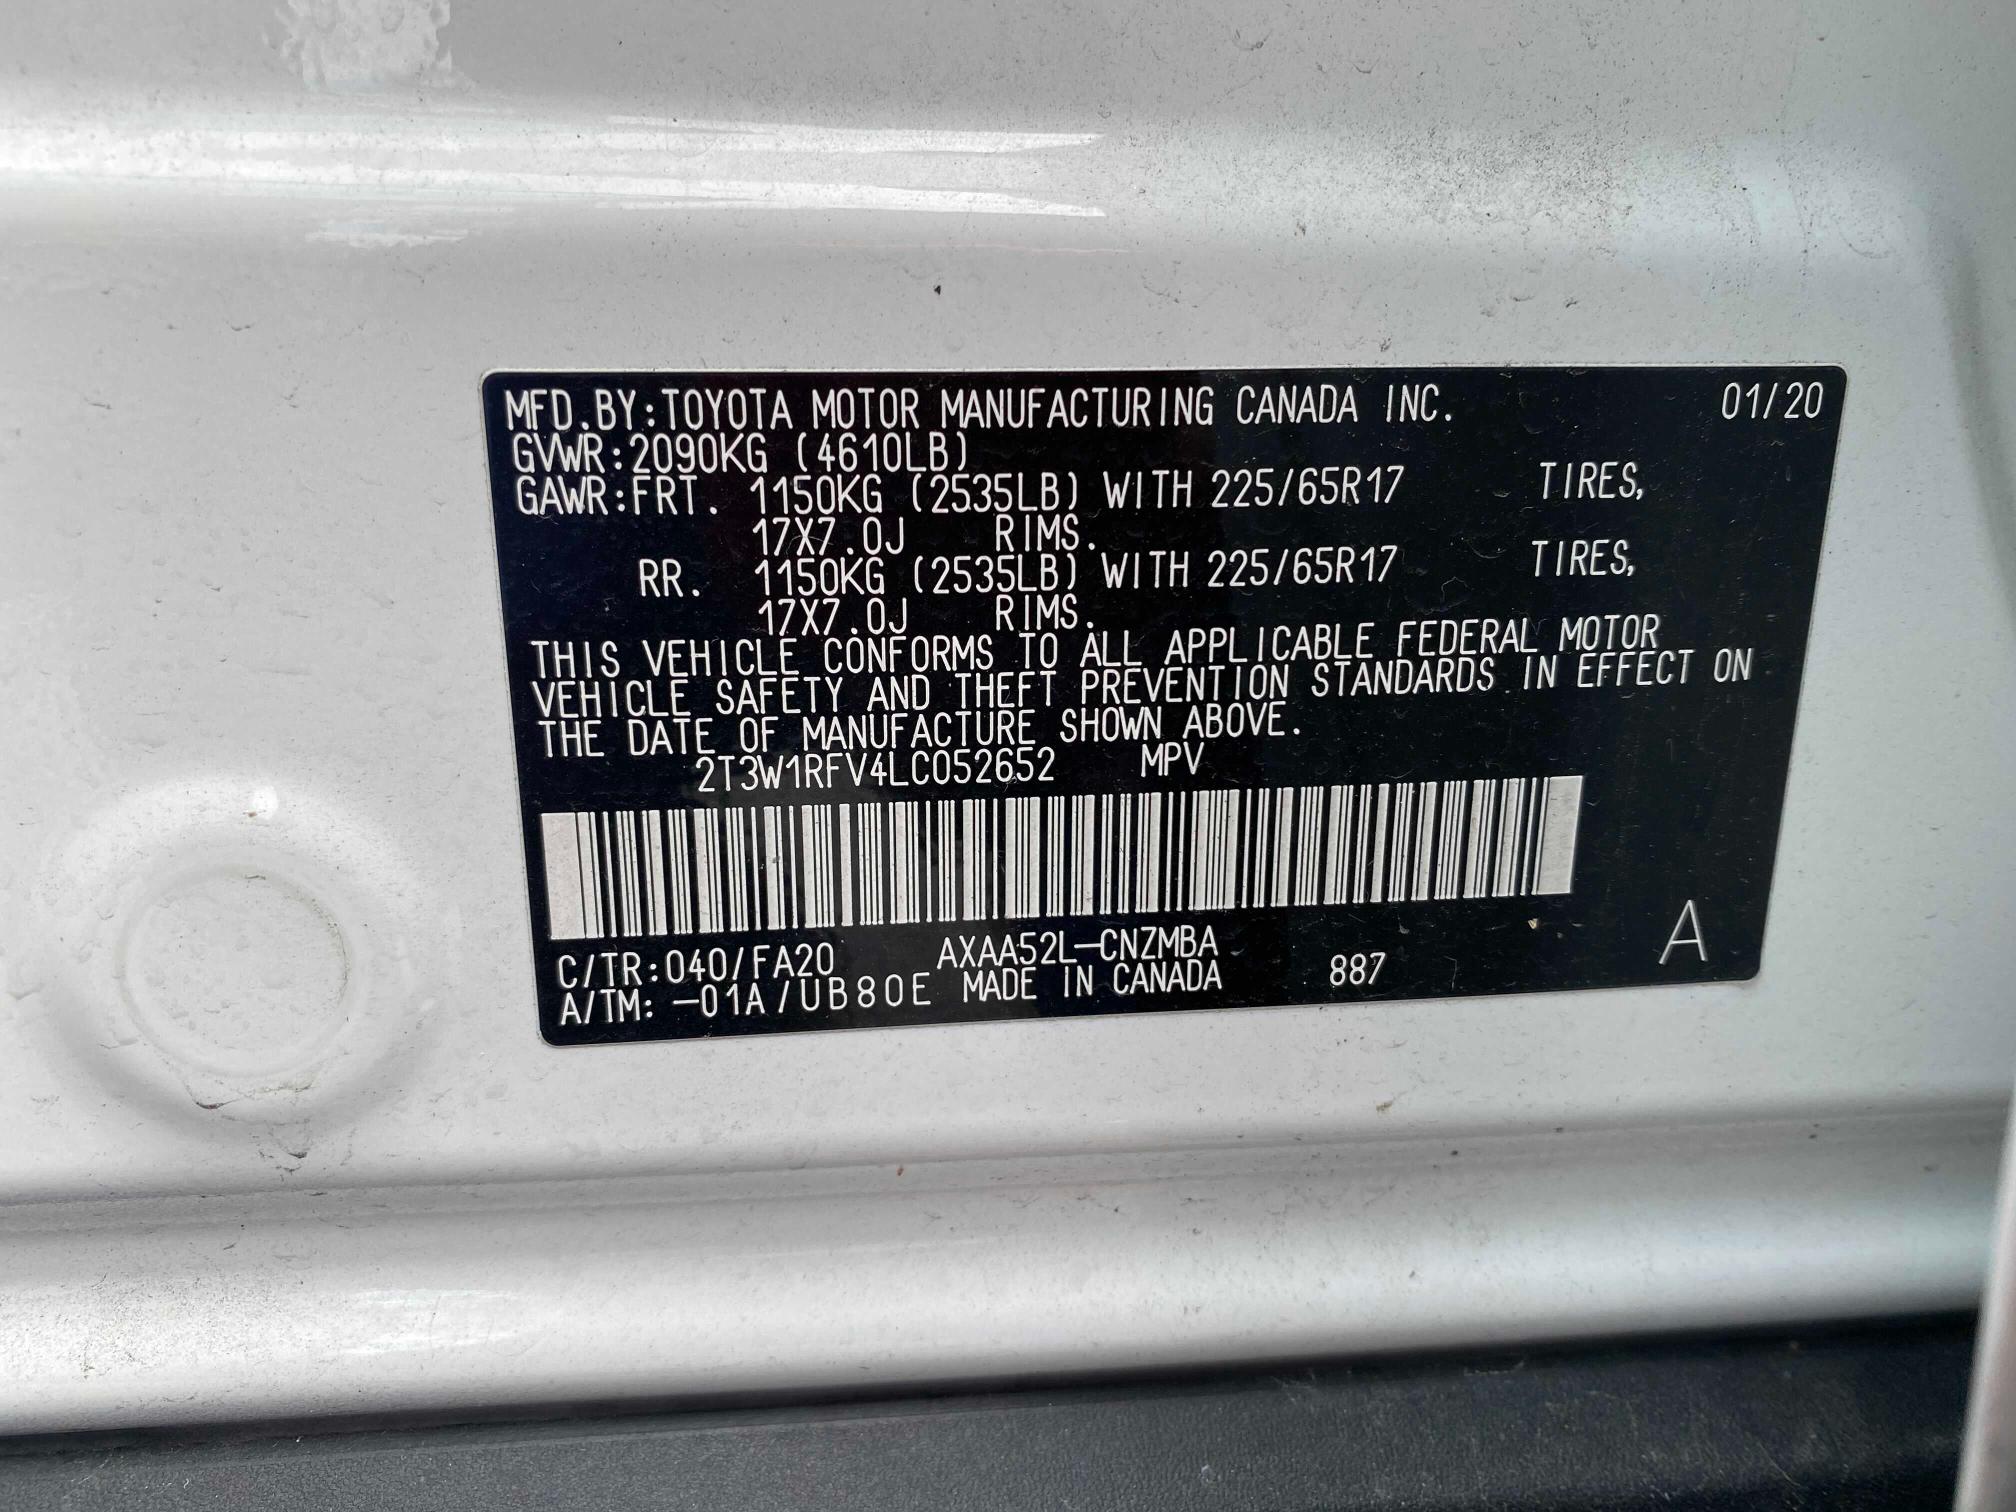 MFD.BY:TOYOTA MOTOR MANUFACTURING CANADA INC. 01/20
GVWR:2090KG (4610LB)
GAWR:FRT. 1150KG (2535LB) WITH 225/65R17 TIRES,
17X7.0J RIMS.
RR. 1150KG (2535LB) WITH 225/65R17 TIRES,
17X7.0J RIMS.
THIS VEHICLE CONFORMS TO ALL APPLICABLE FEDERAL MOTOR
VEHICLE SAFETY AND THEFT PREVENTION STANDARDS IN EFFECT ON
THE DATE OF MANUFACTURE SHOWN ABOVE.
2T3W1RFV4LC052652 MPV
C/TR:040/FA20 AXAA52L-CNZMBA
A/TM: -01A/UB80E MADE IN CANADA 887 A